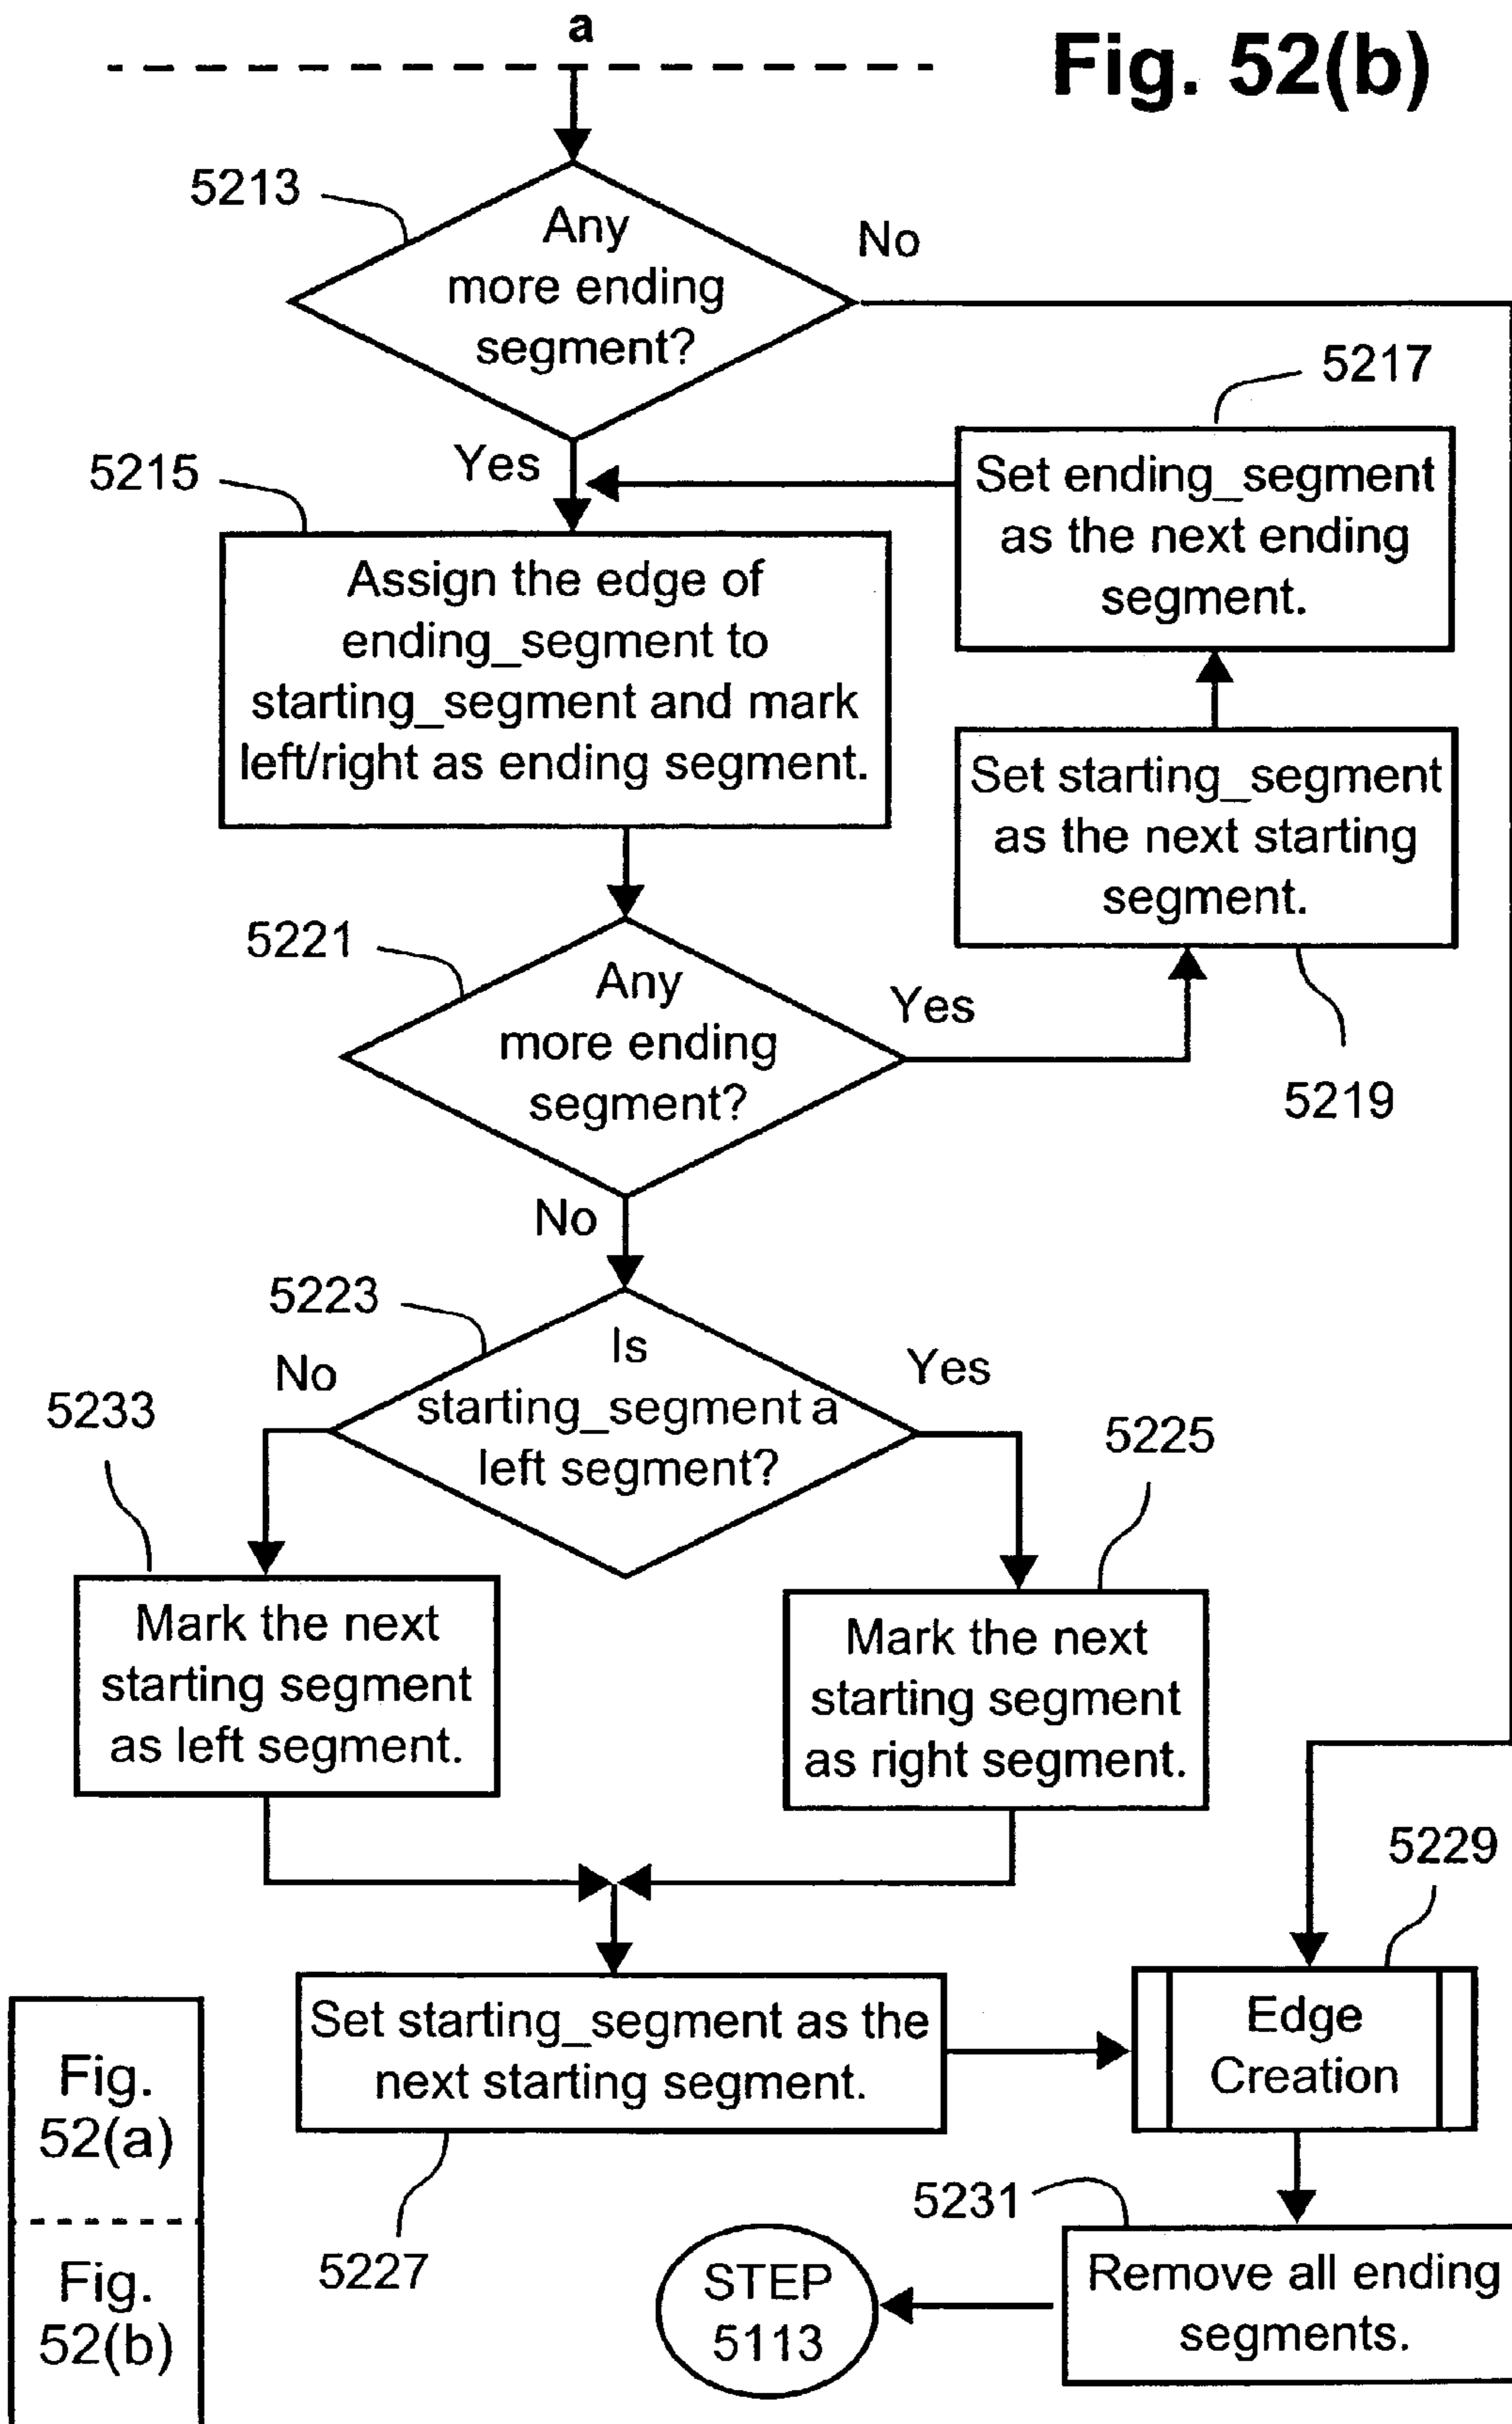 a
Fig. 52(b)
5213
Any
more ending
segment?
No
Yes
5217
Set ending_segment
as the next ending
segment.
5215
Assign the edge of
ending_segment to
starting_segment and mark
left/right as ending segment.
Set starting_segment
as the next starting
segment.
5219
5221
Any
more ending
segment?
Yes
No
5223
Is
starting_segment a
left segment?
No
Yes
5233
5225
Mark the next
starting segment
as left segment.
Mark the next
starting segment
as right segment.
5229
Set starting_segment as the
next starting segment.
Edge
Creation
5227
5231
Remove all ending
segments.
STEP
5113
Fig.
52(a)
Fig.
52(b)